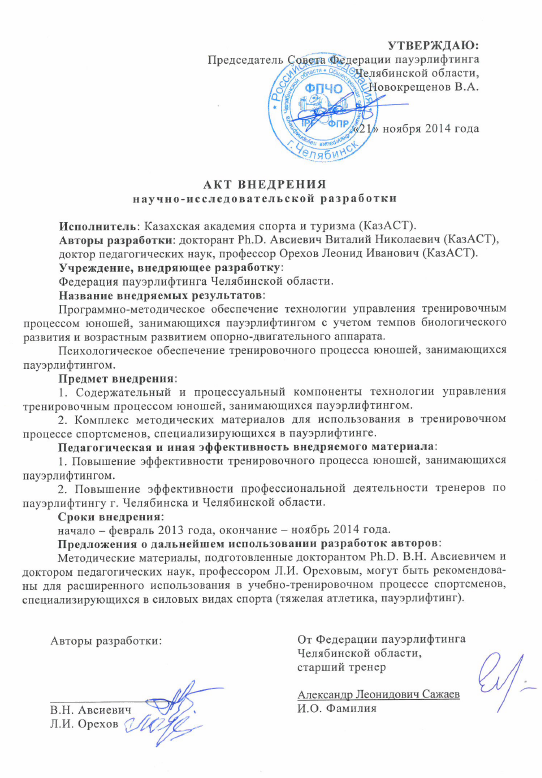 УТВЕРЖДАЮ:
Председатель Совета Федерации пауэрлифтинга
Челябинской области,
Новокрещенов В.А.
Российская Федерация
ФПЧО
ФПР
г.Челябинск
«21» ноября 2014 года
АКТ ВНЕДРЕНИЯ
научно-исследовательской разработки
Исполнитель: Казахская академия спорта и туризма (КазАСТ).
Авторы разработки: докторант Ph.D. Авсиевич Виталий Николаевич (КазАСТ),
доктор педагогических наук, профессор Орехов Леонид Иванович (КазАСТ).
Учреждение, внедряющее разработку:
Федерация пауэрлифтинга Челябинской области.
Название внедряемых результатов:
Программно-методическое обеспечение технологии управления тренировочным
процессом юношей, занимающихся пауэрлифтингом с учетом темпов биологического
развития и возрастным развитием опорно-двигательного аппарата.
Психологическое обеспечение тренировочного процесса юношей, занимающихся
пауэрлифтингом.
Предмет внедрения:
1. Содержательный и процессуальный компоненты технологии управления
тренировочным процессом юношей, занимающихся пауэрлифтингом.
2. Комплекс методических материалов для использования в тренировочном
процессе спортсменов, специализирующихся в пауэрлифтинге.
Педагогическая и иная эффективность внедряемого материала:
1. Повышение эффективности тренировочного процесса юношей, занимающихся
пауэрлифтингом.
2. Повышение эффективности профессиональной деятельности тренеров по
пауэрлифтингу г. Челябинска и Челябинской области.
Сроки внедрения:
начало – февраль 2013 года, окончание – ноябрь 2014 года.
Предложения о дальнейшем использовании разработок авторов:
Методические материалы, подготовленные докторантом Ph.D. В.Н. Авсиевичем и
доктором педагогических наук, профессором Л.И. Ореховым, могут быть рекомендова-
ны для расширенного использования в учебно-тренировочном процессе спортсменов,
специализирующихся в силовых видах спорта (тяжелая атлетика, пауэрлифтинг).
Авторы разработки:
В.Н. Авсиевич
Л.И. Орехов
От Федерации пауэрлифтинга
Челябинской области,
старший тренер
Александр Леонидович Сажаев
И.О. Фамилия